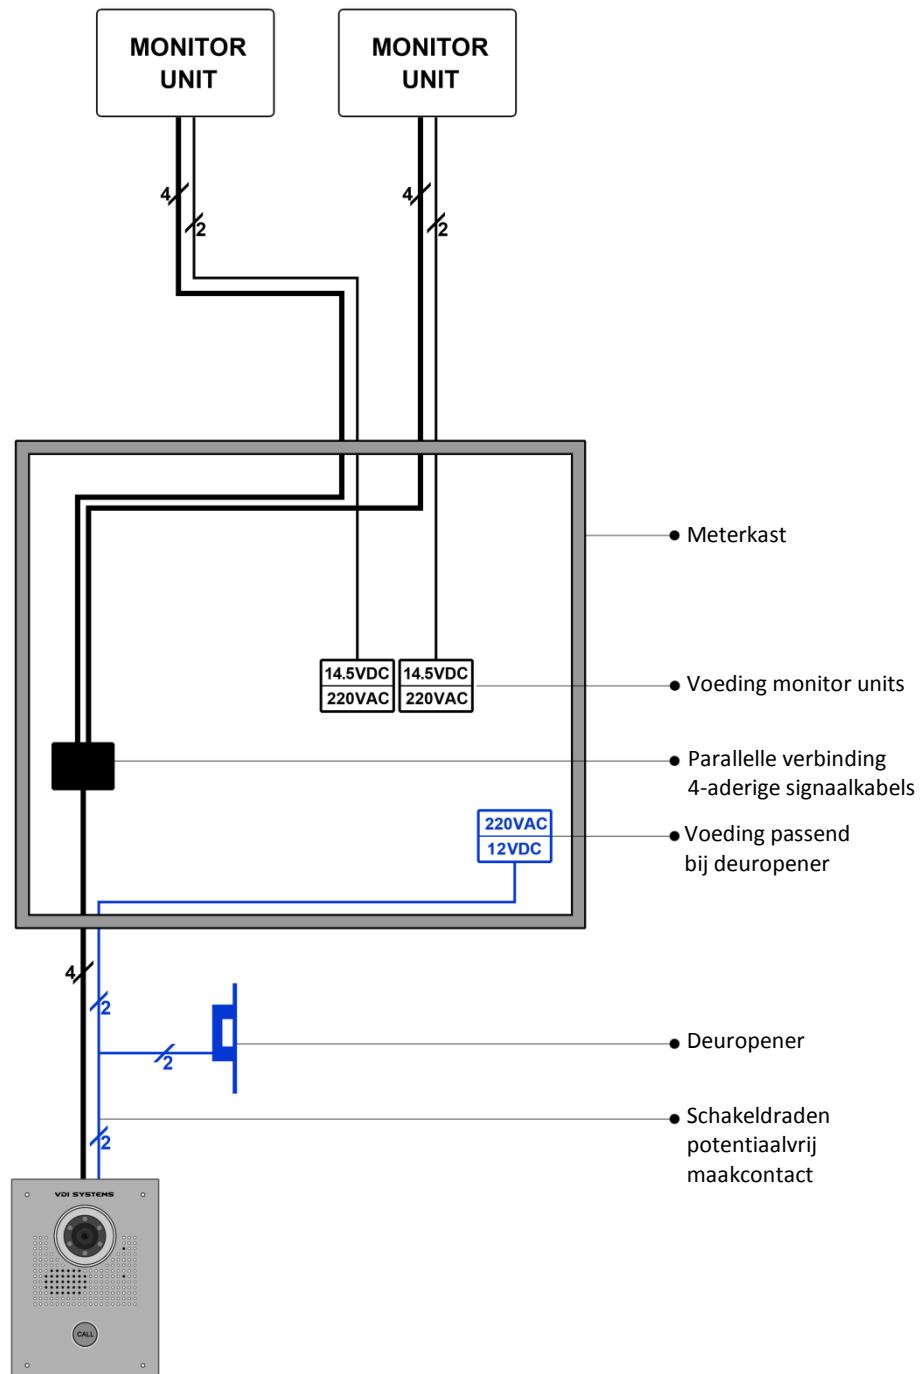 MONITOR
UNIT
MONITOR
UNIT
4
2
4
2
Meterkast
14.5VDC
220VAC
14.5VDC
220VAC
Voeding monitor units
Parallelle verbinding
4-aderige signaalkabels
220VAC
12VDC
Voeding passend
bij deuropener
4
2
2
Deuropener
2
Schakeldraden
potentiaalvrij
maakcontact
VDI SYSTEMS
CALL